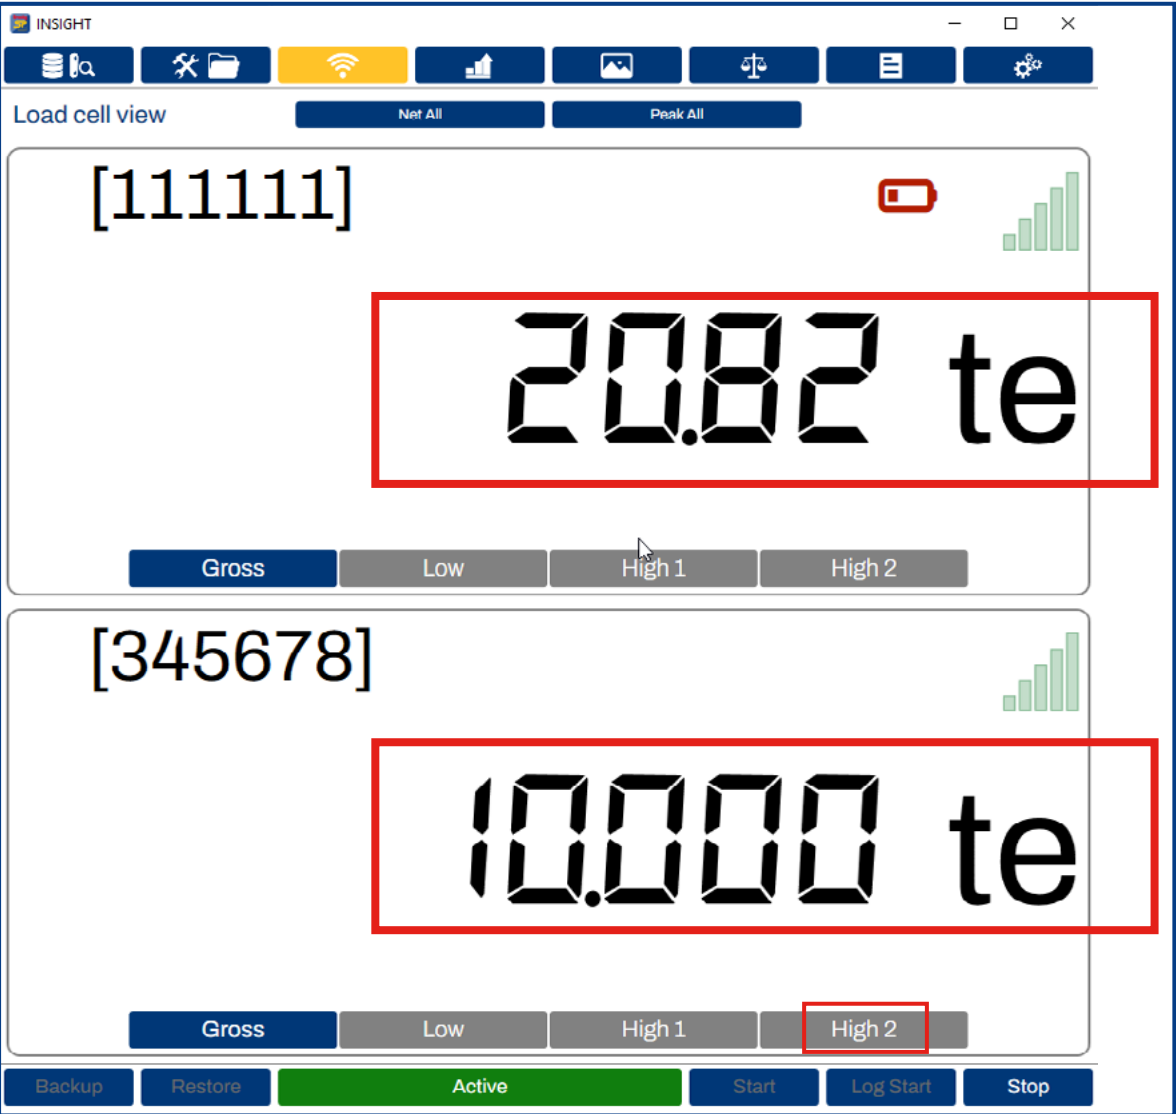 INSIGHT
Load cell view Net All Peak All
[111111]
20.82 te
Gross Low High 1 High 2
[345678]
10.000 te
Gross Low High 1 High 2
Backup Restore Active Start Log Start Stop